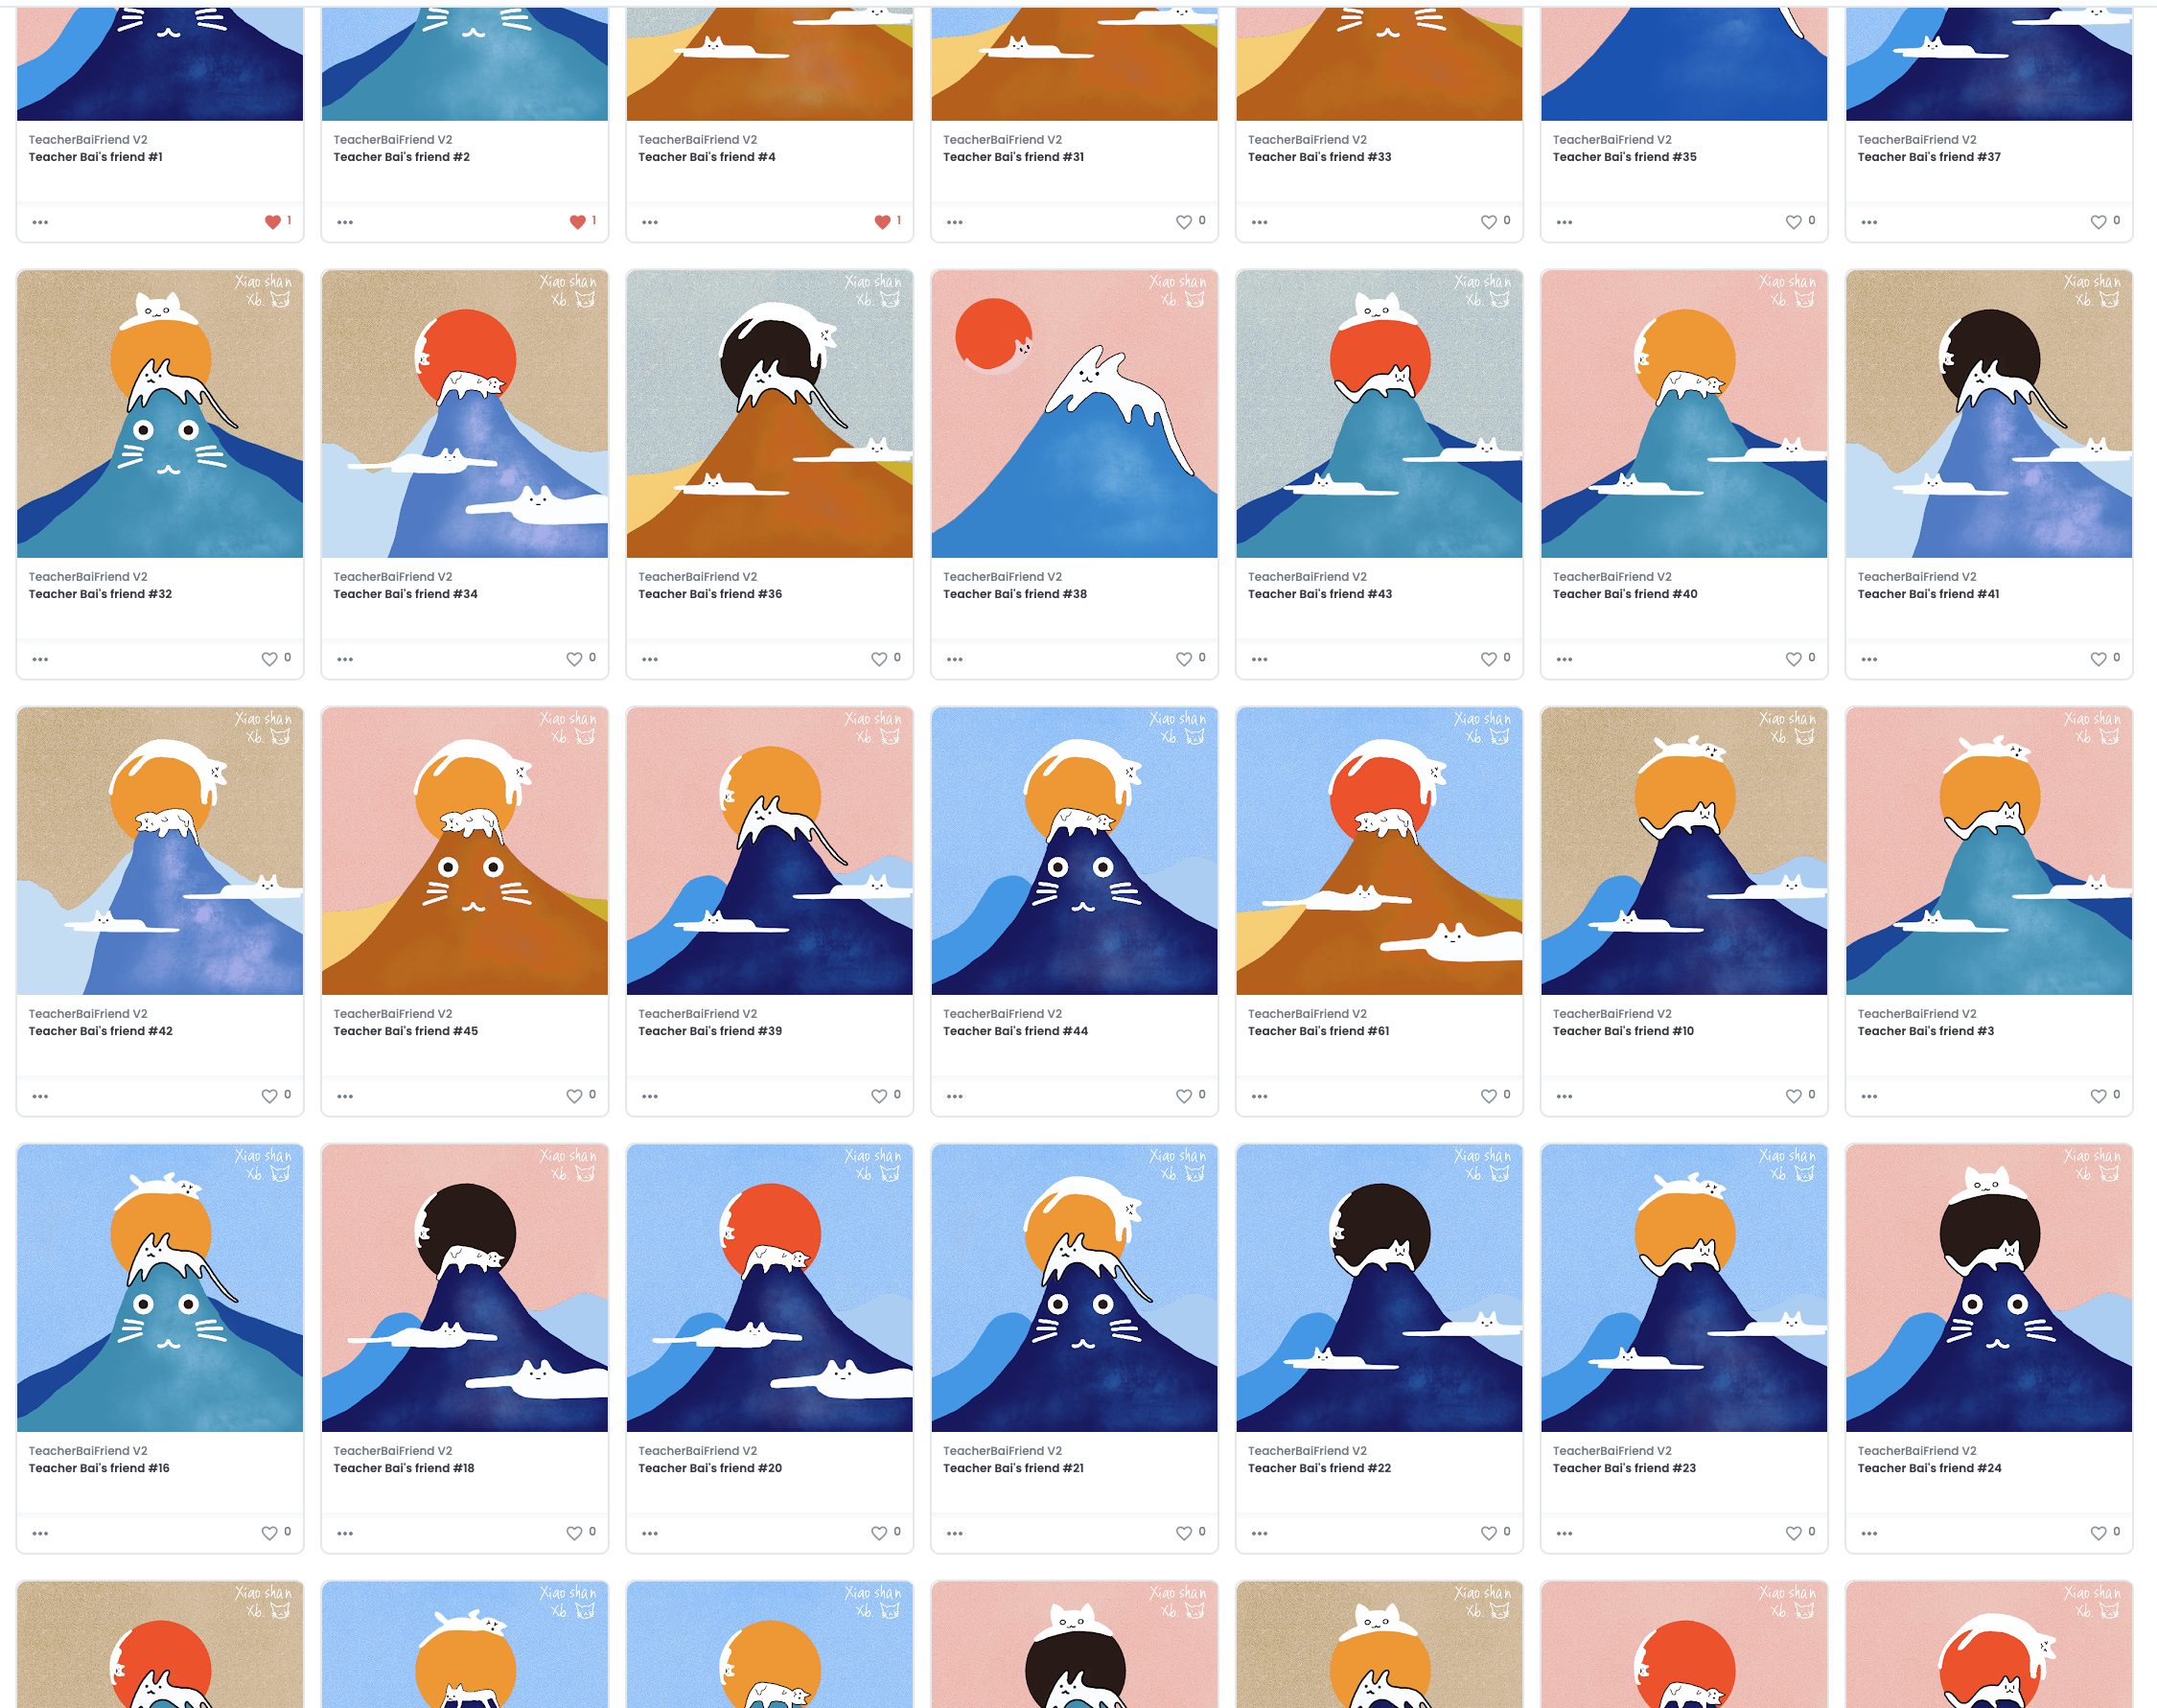 TeacherBaiFriend V2
Teacher Bai's friend #1
1
TeacherBaiFriend V2
Teacher Bai's friend #2
1
TeacherBaiFriend V2
Teacher Bai's friend #4
1
TeacherBaiFriend V2
Teacher Bai's friend #31
0
TeacherBaiFriend V2
Teacher Bai's friend #33
0
TeacherBaiFriend V2
Teacher Bai's friend #35
0
TeacherBaiFriend V2
Teacher Bai's friend #37
0
Xiao shan
Xb.
TeacherBaiFriend V2
Teacher Bai's friend #32
0
Xiao shan
Xb.
TeacherBaiFriend V2
Teacher Bai's friend #34
0
Xiao shan
Xb.
TeacherBaiFriend V2
Teacher Bai's friend #36
0
Xiao shan
Xb.
TeacherBaiFriend V2
Teacher Bai's friend #38
0
Xiao shan
Xb.
TeacherBaiFriend V2
Teacher Bai's friend #43
0
Xiao shan
Xb.
TeacherBaiFriend V2
Teacher Bai's friend #40
0
Xiao shan
Xb.
TeacherBaiFriend V2
Teacher Bai's friend #41
0
Xiao shan
Xb.
TeacherBaiFriend V2
Teacher Bai's friend #42
0
Xiao shan
Xb.
TeacherBaiFriend V2
Teacher Bai's friend #45
0
Xiao shan
Xb.
TeacherBaiFriend V2
Teacher Bai's friend #39
0
Xiao shan
Xb.
TeacherBaiFriend V2
Teacher Bai's friend #44
0
Xiao shan
Xb.
TeacherBaiFriend V2
Teacher Bai's friend #61
0
Xiao shan
Xb.
TeacherBaiFriend V2
Teacher Bai's friend #10
0
Xiao shan
Xb.
TeacherBaiFriend V2
Teacher Bai's friend #3
0
Xiao shan
Xb.
TeacherBaiFriend V2
Teacher Bai's friend #16
0
Xiao shan
Xb.
TeacherBaiFriend V2
Teacher Bai's friend #18
0
Xiao shan
Xb.
TeacherBaiFriend V2
Teacher Bai's friend #20
0
Xiao shan
Xb.
TeacherBaiFriend V2
Teacher Bai's friend #21
0
Xiao shan
Xb.
TeacherBaiFriend V2
Teacher Bai's friend #22
0
Xiao shan
Xb.
TeacherBaiFriend V2
Teacher Bai's friend #23
0
Xiao shan
Xb.
TeacherBaiFriend V2
Teacher Bai's friend #24
0
Xiao shan
Xb.
Xiao shan
Xb.
Xiao shan
Xb.
Xiao shan
Xb.
Xiao shan
Xb.
Xiao shan
Xb.
Xiao shan
Xb.